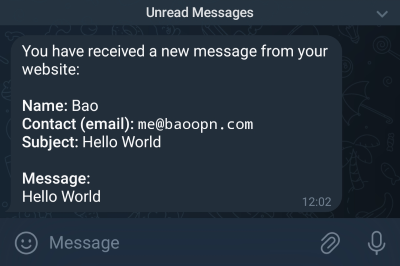 Unread Messages
You have received a new message from your
website:
Name: Bao
Contact (email): me@baoopn.com
Subject: Hello World
Message:
Hello World
12:02
Message